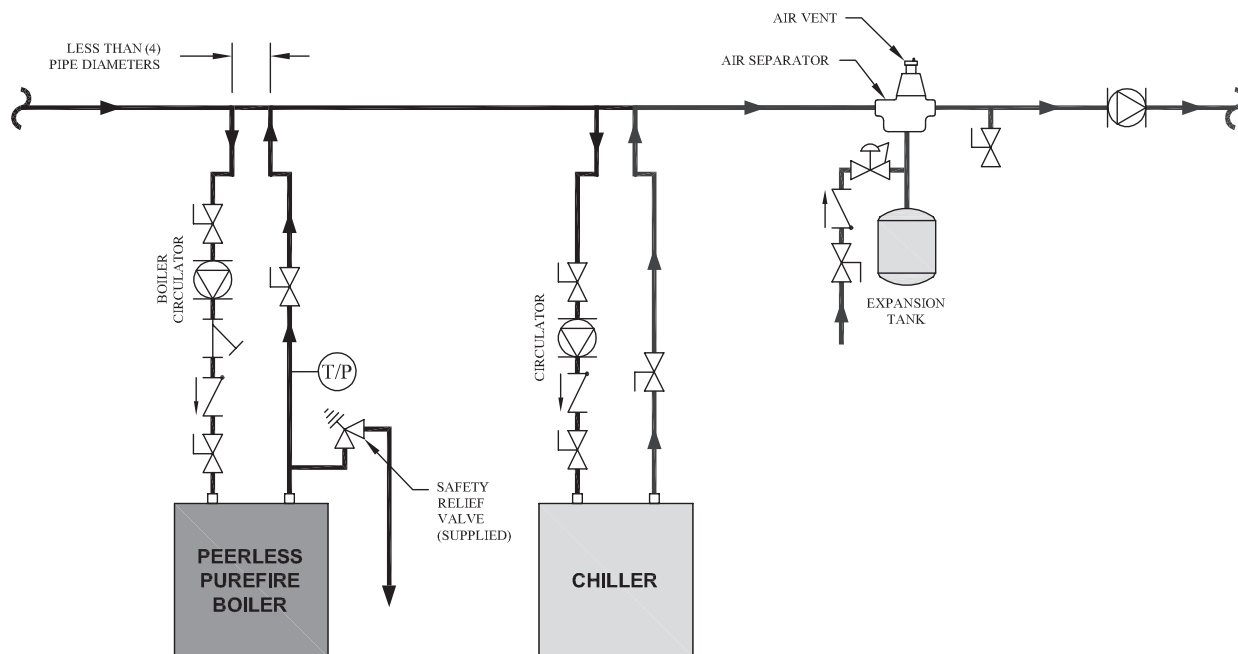 AIR VENT
LESS THAN (4)
PIPE DIAMETERS
AIR SEPARATOR
BOILER
CIRCULATOR
CIRCULATOR
EXPANSION
TANK
T/P
SAFETY
RELIEF
VALVE
(SUPPLIED)
PEERLESS
PUREFIRE
BOILER
CHILLER